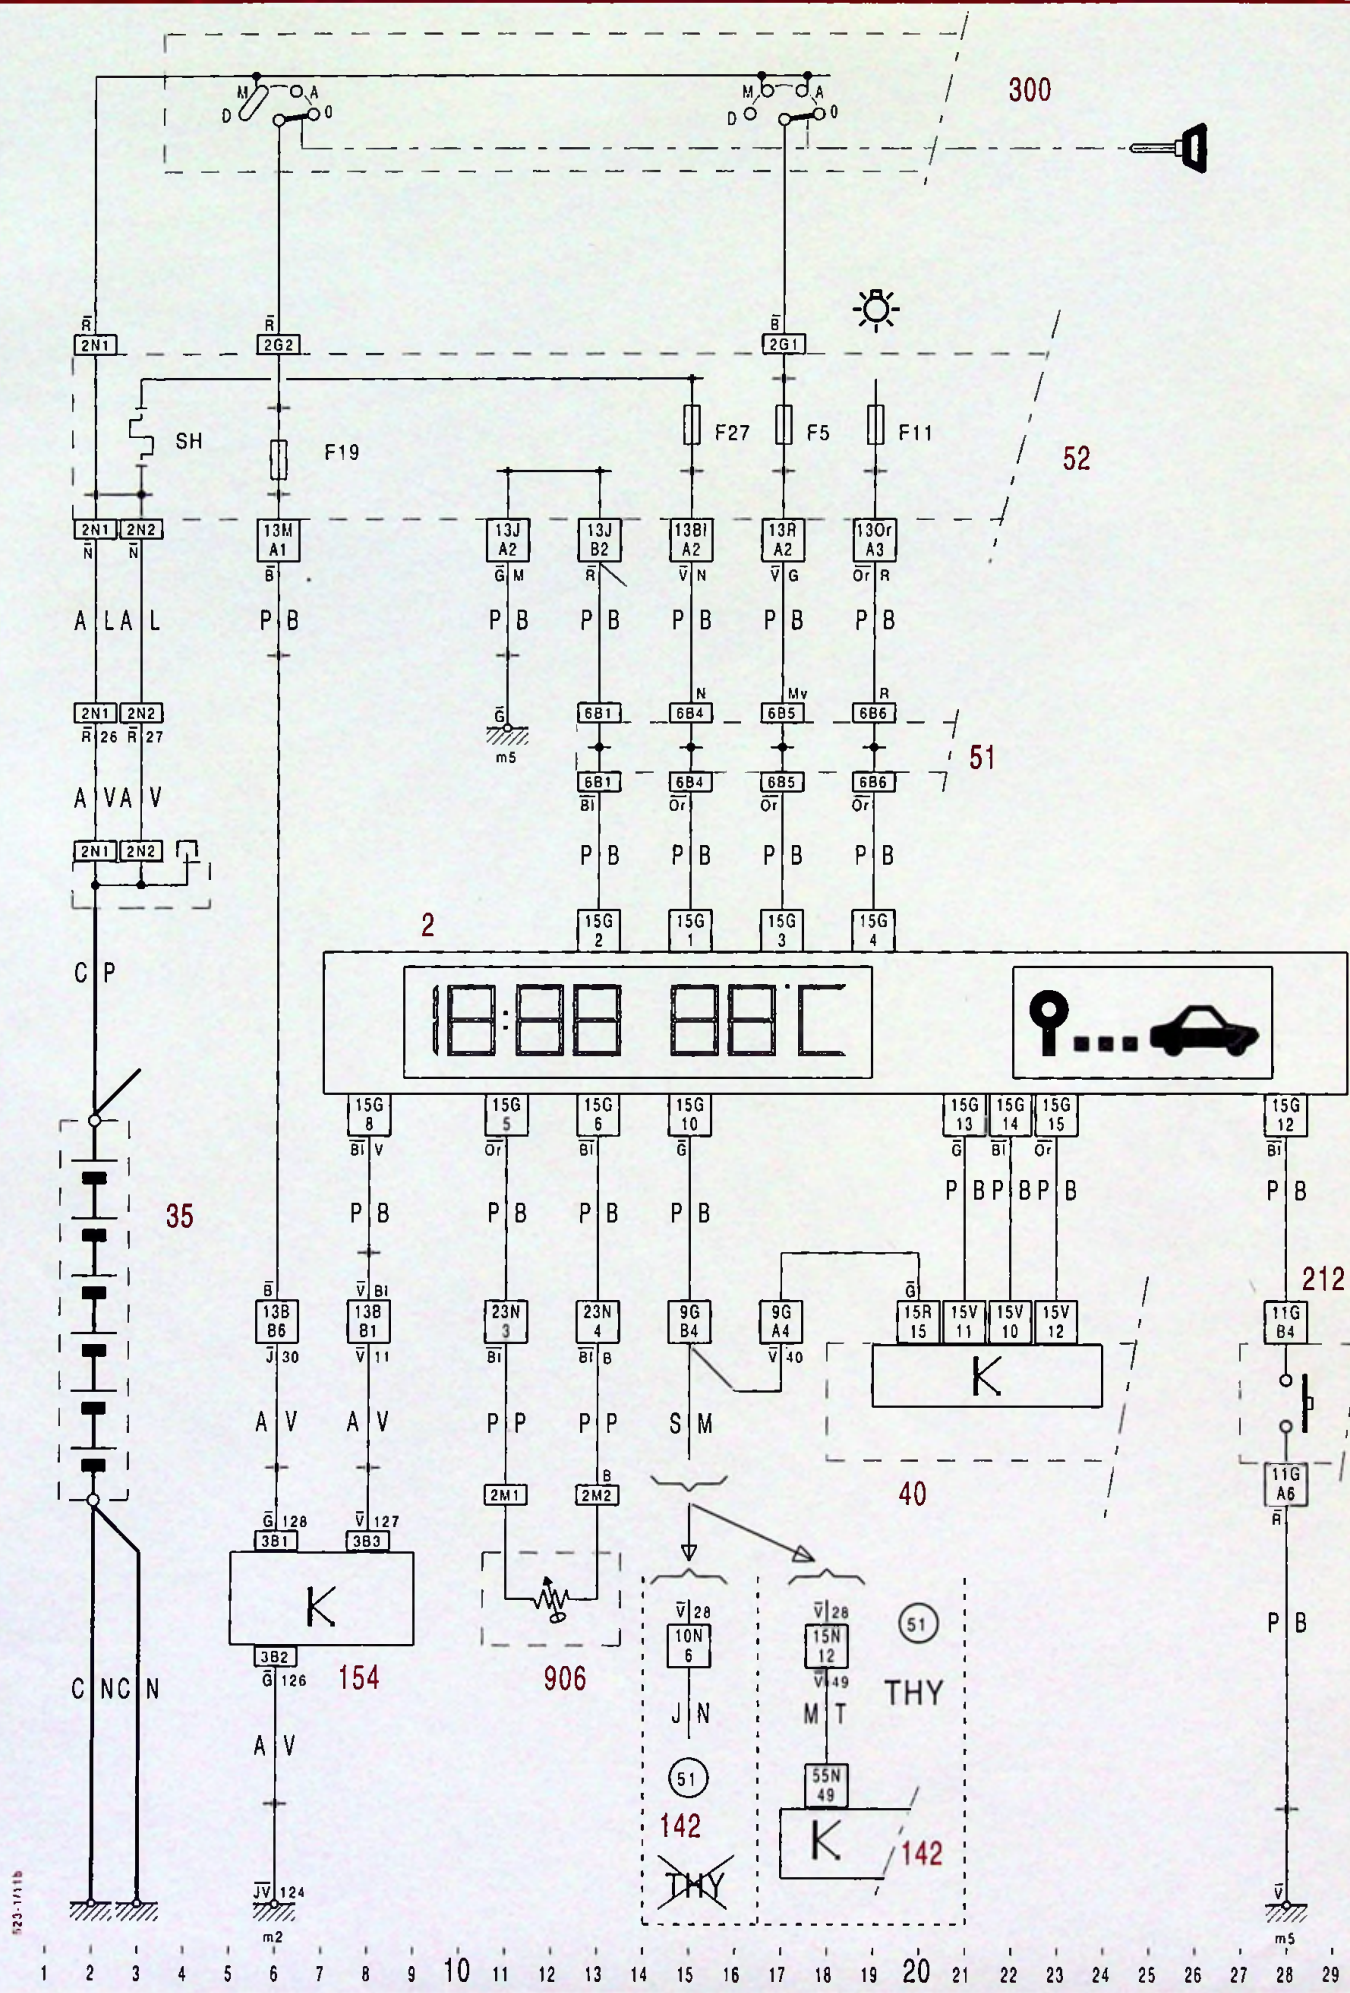 300
M A M A
D 0 D 0
R R B
2N1 2G2 2G1
SH F19 F27 F5 F11
52
2N1 2N2 13M A1 13J A2 13J B2 13Bl A2 13R A2 13Or A3
N N B G M R V N V G Or R
A L A L P B P B P B P B P B P B
N Mv R
2N1 2N2 6B1 6B4 6B5 6B6
R 26 R 27 G
m5 51
6B1 6B4 6B5 6B6
A V A V Bl Or Or Or
2N1 2N2 P B P B P B P B
2 15G 2 15G 1 15G 3 15G 4
C P
18:88 88°C
15G 8 15G 5 15G 6 15G 10 15G 13 15G 14 15G 15 15G 12
Bl V Or Bl G G Bl Or Bl
35 P B P B P B P B P B P B P B P B
212
B V Bl G
13B B6 13B B1 23N 3 23N 4 9G B4 9G A4 15R 15 15V 11 15V 10 15V 12 11G B4
J 30 V 11 Bl Bl B V 40
K
A V A V P P P P S M
B 40 11G A6
2M1 2M2 R
G 128 V 127
3B1 3B3
K
V 28 V 28 51
10N 6 15N 12 P B
3B2 V 49
G 126 154 906 THY
C N C N J N M T
A V
51 55N 49
142 K 142
THY
JV 124 V
m2 m5
523-1/11b
1 2 3 4 5 6 7 8 9 10 11 12 13 14 15 16 17 18 19 20 21 22 23 24 25 26 27 28 29